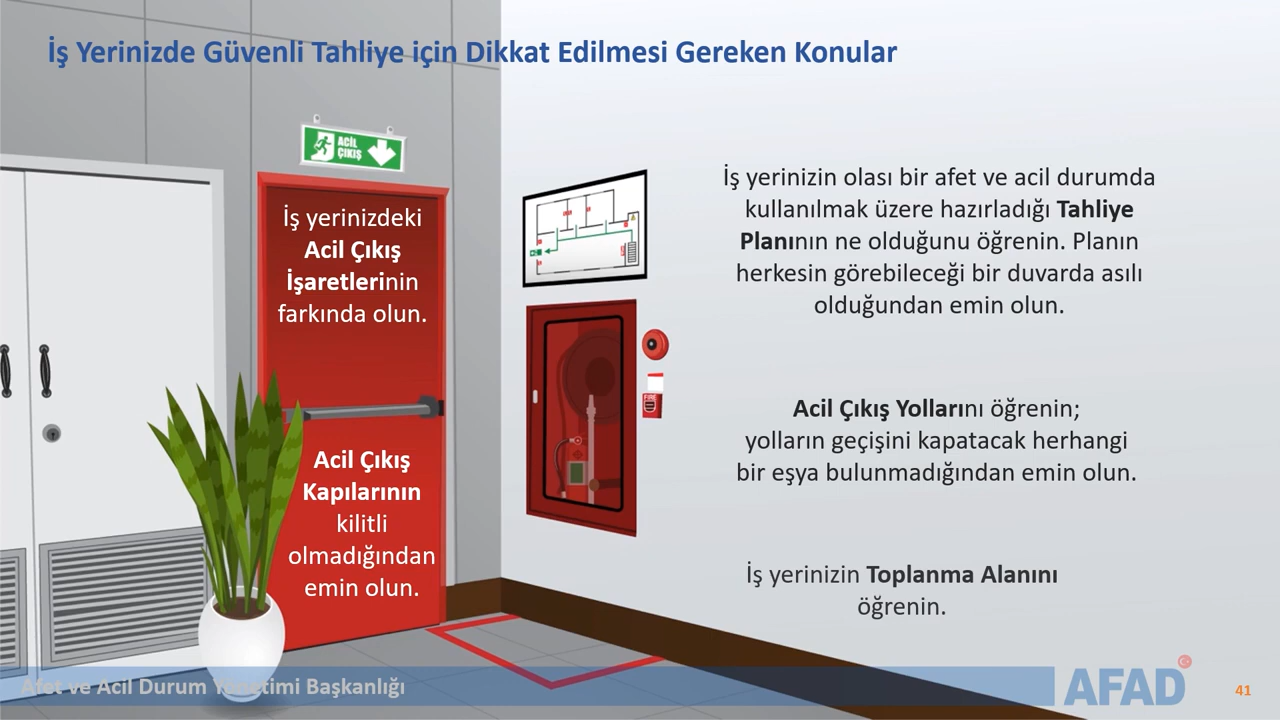 İş Yerinizde Güvenli Tahliye için Dikkat Edilmesi Gereken Konular
ACİL
ÇIKIŞ
İş yerinizdeki
Acil Çıkış
İşaretlerinin
farkında olun.
Acil Çıkış
Kapılarının
kilitli
olmadığından
emin olun.
FIRE
İş yerinizin olası bir afet ve acil durumda
kullanılmak üzere hazırladığı Tahliye
Planının ne olduğunu öğrenin. Planın
herkesin görebileceği bir duvarda asılı
olduğundan emin olun.
Acil Çıkış Yollarını öğrenin;
yolların geçişini kapatacak herhangi
bir eşya bulunmadığından emin olun.
İş yerinizin Toplanma Alanını
öğrenin.
Afet ve Acil Durum Yönetimi Başkanlığı
AFAD
41